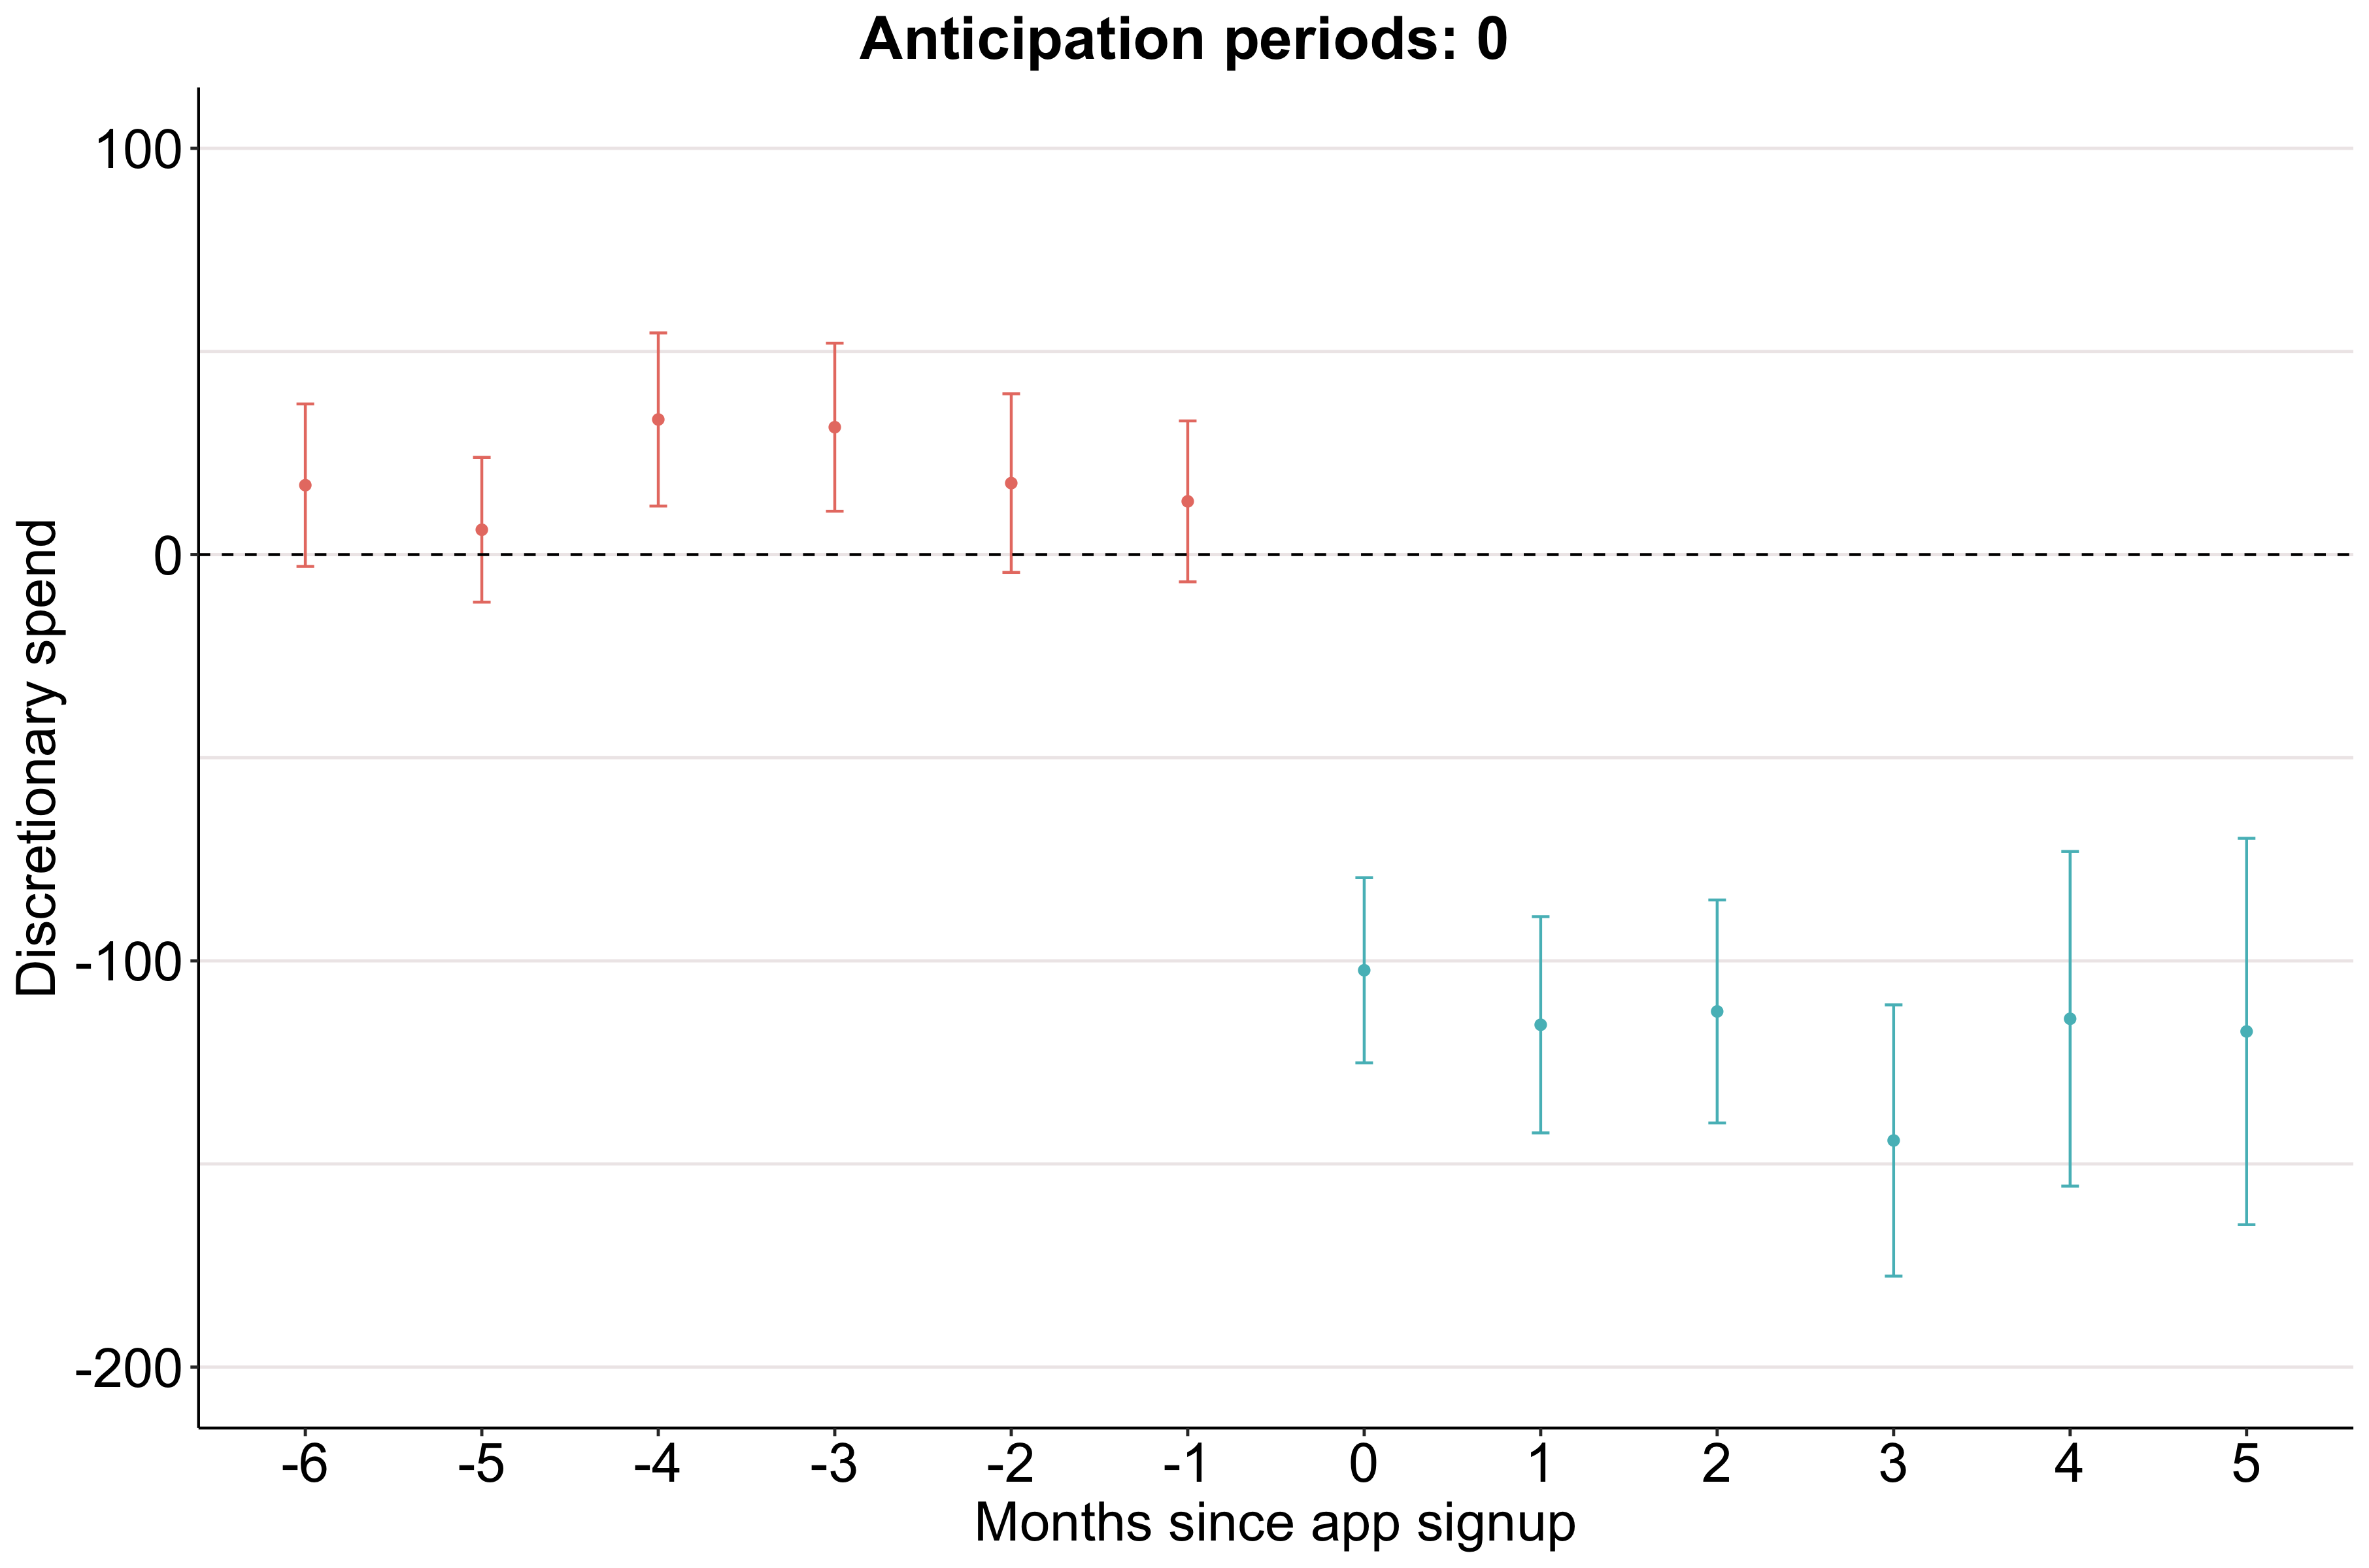 Anticipation periods: 0
Discretionary spend
100
0
-100
-200
-6 -5 -4 -3 -2 -1 0 1 2 3 4 5
Months since app signup